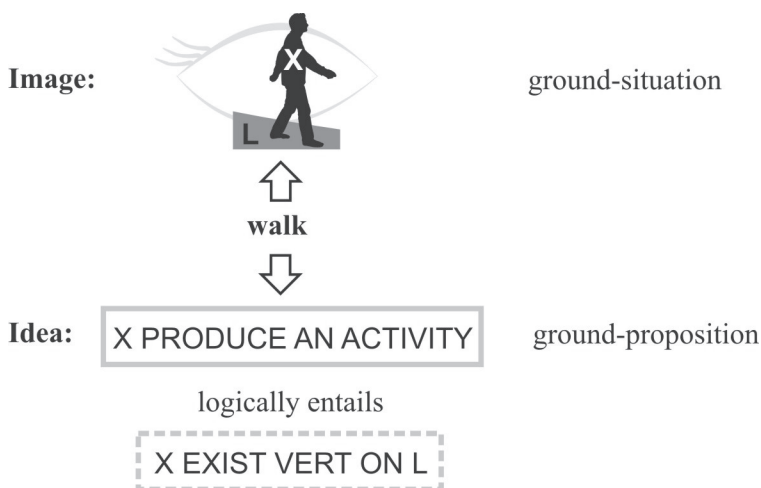 X
Image: ground-situation
L
walk
Idea: X PRODUCE AN ACTIVITY ground-proposition
logically entails
X EXIST VERT ON L